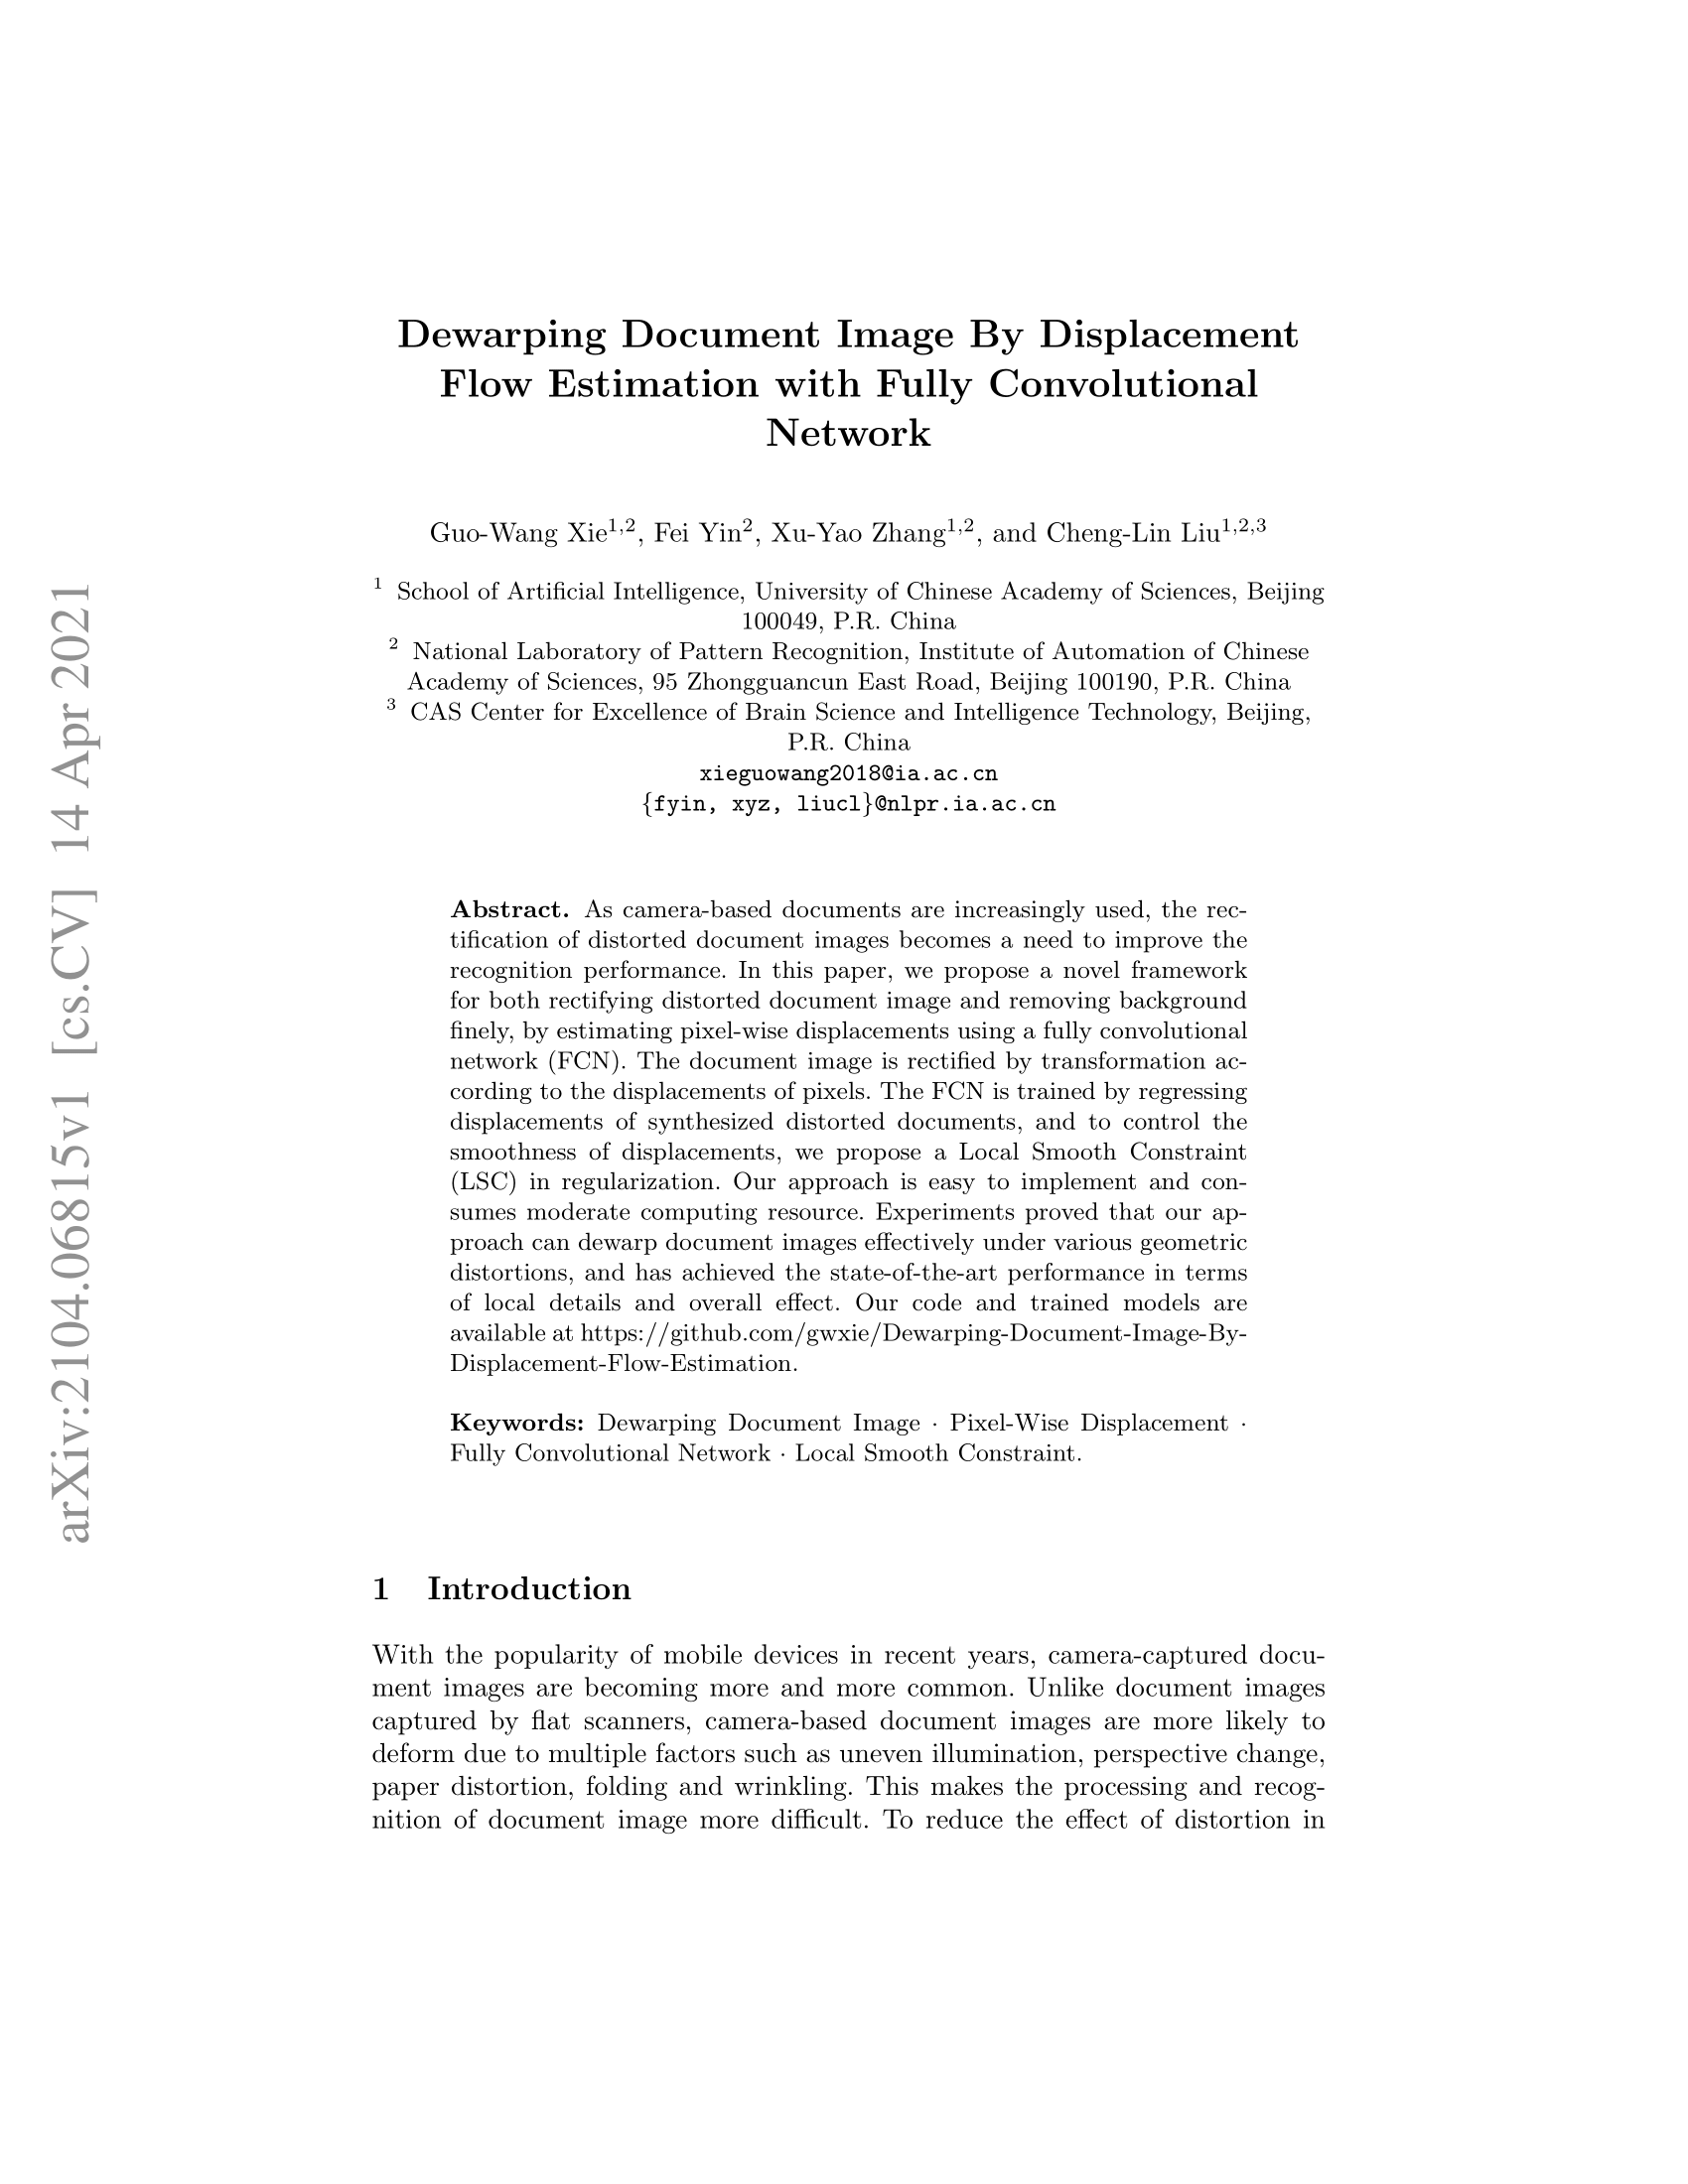 arXiv:2104.06815v1 [cs.CV] 14 Apr 2021
Dewarping Document Image By Displacement
Flow Estimation with Fully Convolutional
Network
Guo-Wang Xie1,2, Fei Yin2, Xu-Yao Zhang1,2, and Cheng-Lin Liu1,2,3
1 School of Artificial Intelligence, University of Chinese Academy of Sciences, Beijing
100049, P.R. China
2 National Laboratory of Pattern Recognition, Institute of Automation of Chinese
Academy of Sciences, 95 Zhongguancun East Road, Beijing 100190, P.R. China
3 CAS Center for Excellence of Brain Science and Intelligence Technology, Beijing,
P.R. China
xieguowang2018@ia.ac.cn
{fyin, xyz, liucl}@nlpr.ia.ac.cn
Abstract. As camera-based documents are increasingly used, the rec-
tification of distorted document images becomes a need to improve the
recognition performance. In this paper, we propose a novel framework
for both rectifying distorted document image and removing background
finely, by estimating pixel-wise displacements using a fully convolutional
network (FCN). The document image is rectified by transformation ac-
cording to the displacements of pixels. The FCN is trained by regressing
displacements of synthesized distorted documents, and to control the
smoothness of displacements, we propose a Local Smooth Constraint
(LSC) in regularization. Our approach is easy to implement and con-
sumes moderate computing resource. Experiments proved that our ap-
proach can dewarp document images effectively under various geometric
distortions, and has achieved the state-of-the-art performance in terms
of local details and overall effect. Our code and trained models are
available at https://github.com/gwxie/Dewarping-Document-Image-By-
Displacement-Flow-Estimation.
Keywords: Dewarping Document Image · Pixel-Wise Displacement ·
Fully Convolutional Network · Local Smooth Constraint.
1 Introduction
With the popularity of mobile devices in recent years, camera-captured docu-
ment images are becoming more and more common. Unlike document images
captured by flat scanners, camera-based document images are more likely to
deform due to multiple factors such as uneven illumination, perspective change,
paper distortion, folding and wrinkling. This makes the processing and recog-
nition of document image more difficult. To reduce the effect of distortion in